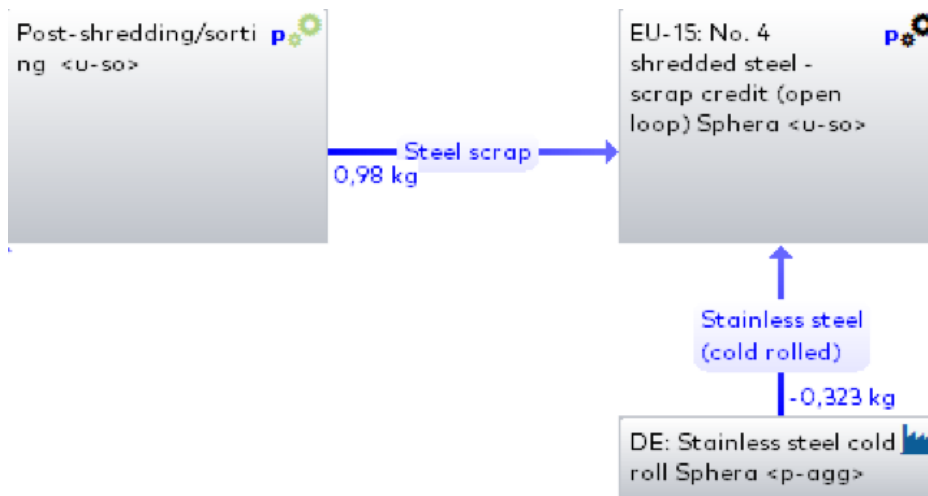 Post-shredding/sorti
ng <u-so>
p
EU-15: No. 4
shredded steel -
scrap credit (open
loop) Sphera <u-so>
p
Steel scrap
0,98 kg
Stainless steel
(cold rolled)
-0,323 kg
DE: Stainless steel cold
roll Sphera <p-agg>